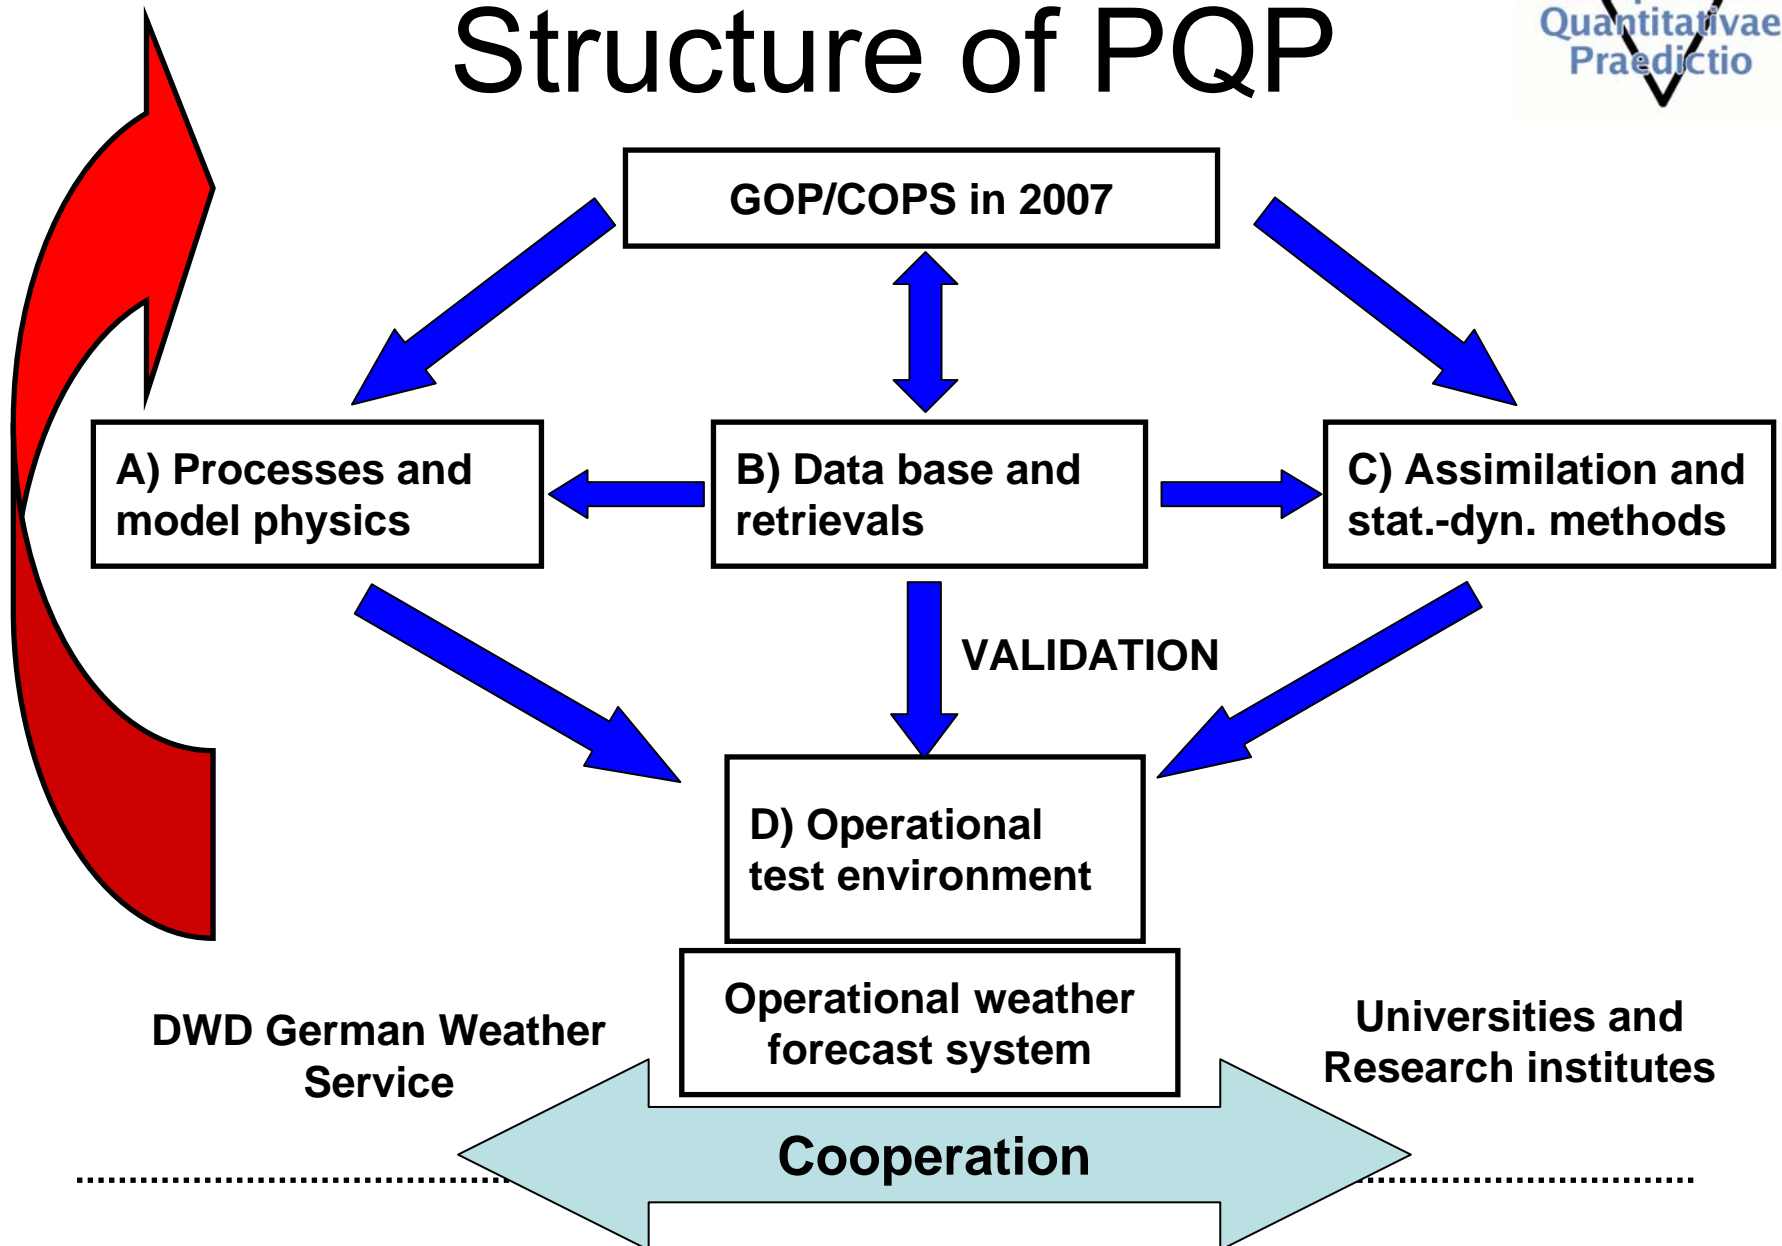 Structure of PQP
Quantitativae
Praedictio
GOP/COPS in 2007
A) Processes and
model physics
B) Data base and
retrievals
C) Assimilation and
stat.-dyn. methods
VALIDATION
D) Operational
test environment
Operational weather
forecast system
DWD German Weather
Service
Universities and
Research institutes
Cooperation